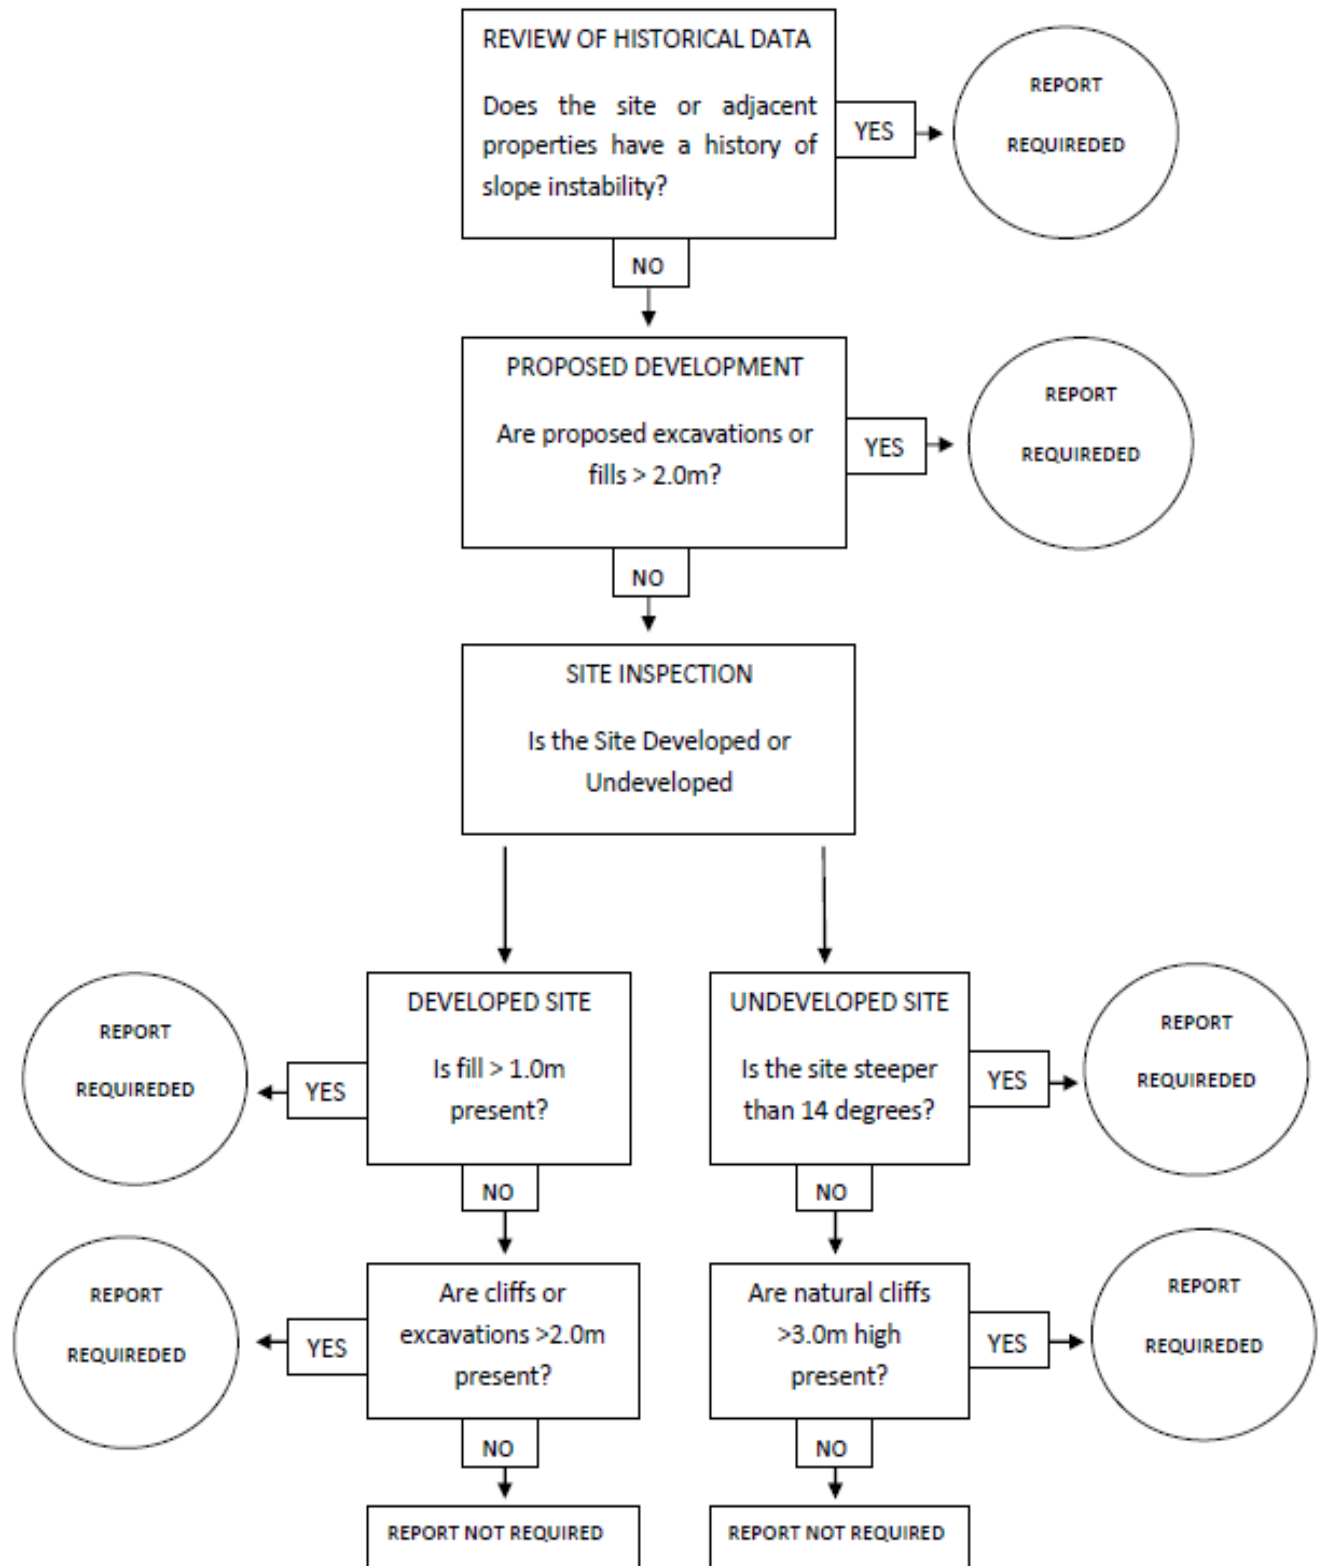 REVIEW OF HISTORICAL DATA
Does the site or adjacent
properties have a history of
slope instability?
YES
REPORT
REQUIREDED
NO
PROPOSED DEVELOPMENT
Are proposed excavations or
fills > 2.0m?
YES
REPORT
REQUIREDED
NO
SITE INSPECTION
Is the Site Developed or
Undeveloped
DEVELOPED SITE
Is fill > 1.0m
present?
YES
REPORT
REQUIREDED
NO
Are cliffs or
excavations >2.0m
present?
YES
REPORT
REQUIREDED
NO
REPORT NOT REQUIRED
UNDEVELOPED SITE
Is the site steeper
than 14 degrees?
YES
REPORT
REQUIREDED
NO
Are natural cliffs
>3.0m high
present?
YES
REPORT
REQUIREDED
NO
REPORT NOT REQUIRED